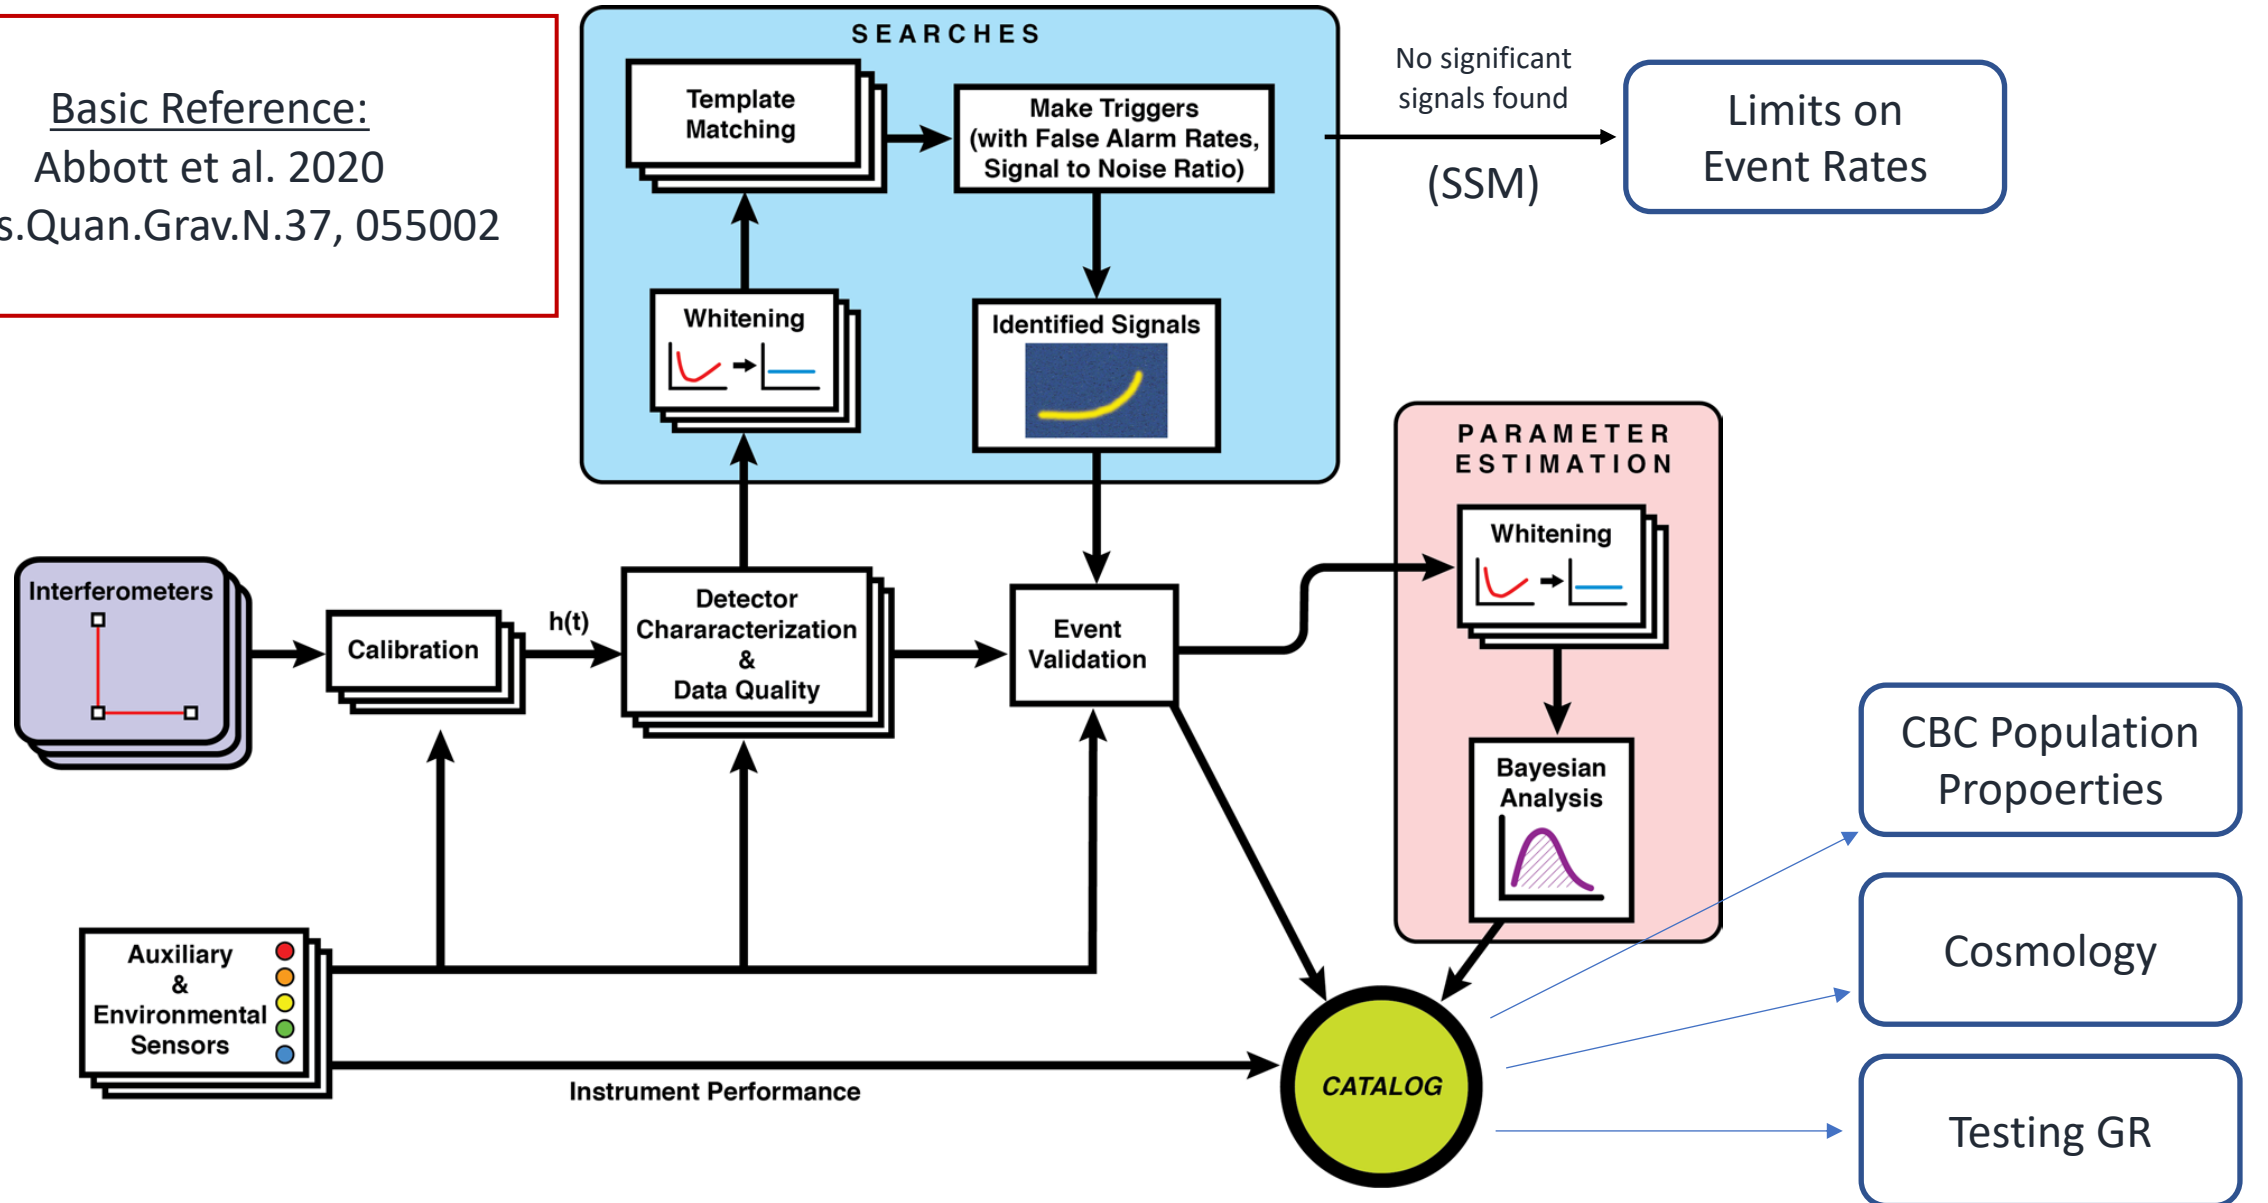 Basic Reference:
Abbott et al. 2020
s.Quan.Grav.N.37, 055002
SEARCHES
Template
Matching
Make Triggers
(with False Alarm Rates,
Signal to Noise Ratio)
No significant
signals found
(SSM)
Limits on
Event Rates
Whitening
Identified Signals
PARAMETER
ESTIMATION
Whitening
Interferometers
Calibration
h(t)
Detector
Chararacterization
&
Data Quality
Event
Validation
Bayesian
Analysis
CBC Population
Propoerties
Cosmology
Testing GR
Auxiliary
&
Environmental
Sensors
Instrument Performance
CATALOG